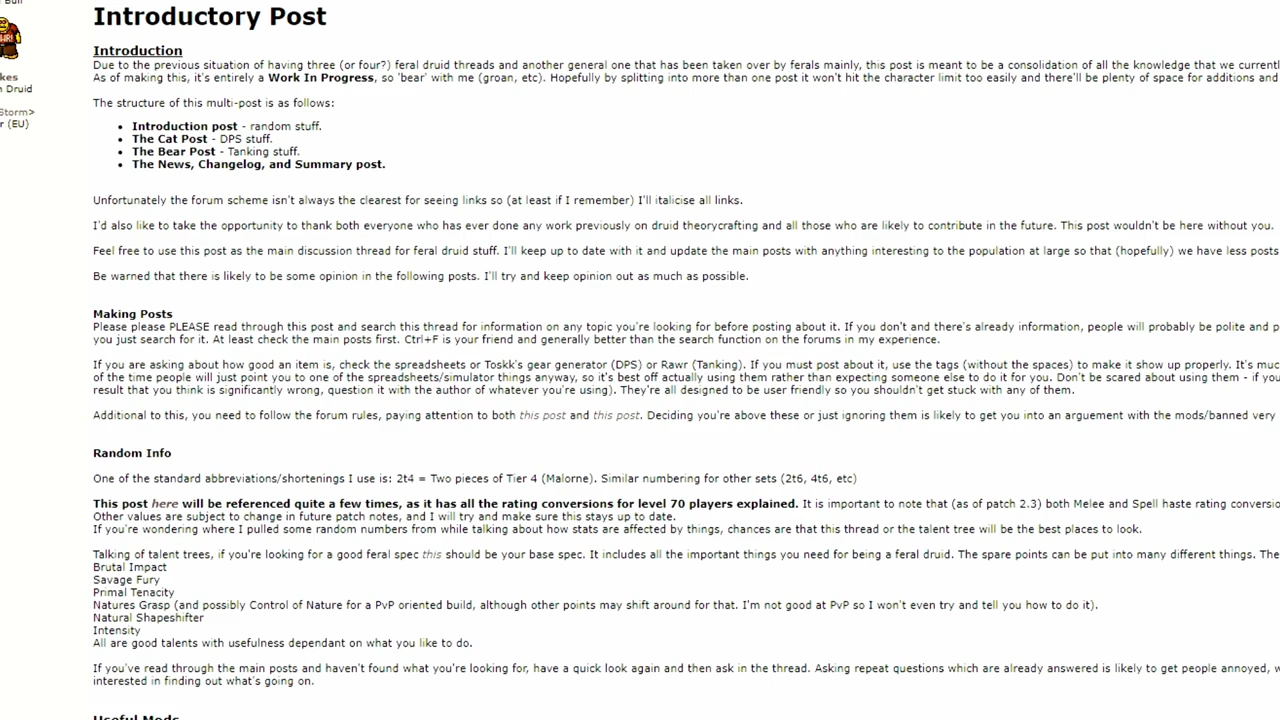 Introductory Post
Introduction
Due to the previous situation of having three (or four?) feral druid threads and another general one that has been taken over by ferals mainly, this post is meant to be a consolidation of all the knowledge that we currentl
As of making this, it's entirely a Work In Progress, so 'bear' with me (groan, etc). Hopefully by splitting into more than one post it won't hit the character limit too easily and there'll be plenty of space for additions and
kes
n Druid
The structure of this multi-post is as follows:
Storm>
r (EU)
• Introduction post - random stuff.
• The Cat Post - DPS stuff.
• The Bear Post - Tanking stuff.
• The News, Changelog, and Summary post.
Unfortunately the forum scheme isn't always the clearest for seeing links so (at least if I remember) I'll italicise all links.
I'd also like to take the opportunity to thank both everyone who has ever done any work previously on druid theorycrafting and all those who are likely to contribute in the future. This post wouldn't be here without you.
Feel free to use this post as the main discussion thread for feral druid stuff. I'll keep up to date with it and update the main posts with anything interesting to the population at large so that (hopefully) we have less posts
Be warned that there is likely to be some opinion in the following posts. I'll try and keep opinion out as much as possible.
Making Posts
Please please PLEASE read through this post and search this thread for information on any topic you're looking for before posting about it. If you don't and there's already information, people will probably be polite and p
you just search for it. At least check the main posts first. Ctrl+F is your friend and generally better than the search function on the forums in my experience.
If you are asking about how good an item is, check the spreadsheets or Toskk's gear generator (DPS) or Rawr (Tanking). If you must post about it, use the tags (without the spaces) to make it show up properly. It's muc
of the time people will just point you to one of the spreadsheets/simulator things anyway, so it's best off actually using them rather than expecting someone else to do it for you. Don't be scared about using them - if you
result that you think is significantly wrong, question it with the author of whatever you're using). They're all designed to be user friendly so you shouldn't get stuck with any of them.
Additional to this, you need to follow the forum rules, paying attention to both this post and this post. Deciding you're above these or just ignoring them is likely to get you into an arguement with the mods/banned very
Random Info
One of the standard abbreviations/shortenings I use is: 2t4 = Two pieces of Tier 4 (Malorne). Similar numbering for other sets (2t6, 4t6, etc)
This post here will be referenced quite a few times, as it has all the rating conversions for level 70 players explained. It is important to note that (as of patch 2.3) both Melee and Spell haste rating conversio
Other values are subject to change in future patch notes, and I will try and make sure this stays up to date.
If you're wondering where I pulled some random numbers from while talking about how stats are affected by things, chances are that this thread or the talent tree will be the best places to look.
Talking of talent trees, if you're looking for a good feral spec this should be your base spec. It includes all the important things you need for being a feral druid. The spare points can be put into many different things. The
Brutal Impact
Savage Fury
Primal Tenacity
Natures Grasp (and possibly Control of Nature for a PvP oriented build, although other points may shift around for that. I'm not good at PvP so I won't even try and tell you how to do it).
Natural Shapeshifter
Intensity
All are good talents with usefulness dependant on what you like to do.
If you've read through the main posts and haven't found what you're looking for, have a quick look again and then ask in the thread. Asking repeat questions which are already answered is likely to get people annoyed, w
interested in finding out what's going on.
Useful Mods